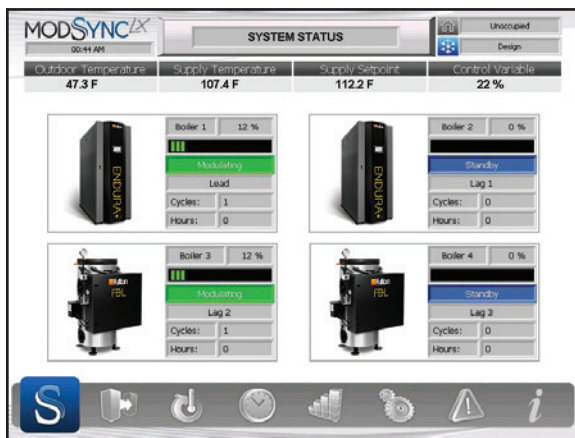 MODSYNC LX
00:44 AM
SYSTEM STATUS
Unoccupied
Design
Outdoor Temperature Supply Temperature Supply Setpoint Control Variable
47.3 F 107.4 F 112.2 F 22 %
Boiler 1 12 %
Modulating
Lead
Cycles: 1
Hours: 0
ENDURA+
Boiler 2 0 %
Standby
Lag 1
Cycles: 0
Hours: 0
ENDURA+
Boiler 3 12 %
Modulating
Lag 2
Cycles: 1
Hours: 0
Fulton
FBL
Boiler 4 0 %
Standby
Lag 3
Cycles: 0
Hours: 0
Fulton
FBL
S
i